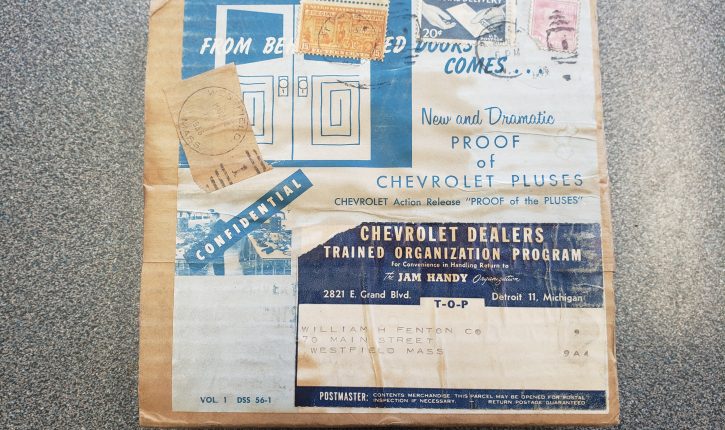 FROM BE ED DOORS
COMES....
20¢
15
New and Dramatic
PROOF
of
CHEVROLET PLUSES
CHEVROLET Action Release "PROOF of the PLUSES"
MASS.
CONFIDENTIAL
CHEVROLET DEALERS
TRAINED ORGANIZATION PROGRAM
For Convenience in Handling Return to
The JAM HANDY Organization
2821 E. Grand Blvd. Detroit 11, Michigan
T-O-P
WILLIAM H FENTON CO
70 MAIN STREET
WESTFIELD MASS 9A4
VOL. 1 DSS 56-1
POSTMASTER: CONTENTS MERCHANDISE. THIS PARCEL MAY BE OPENED FOR POSTAL
INSPECTION IF NECESSARY. RETURN POSTAGE GUARANTEED